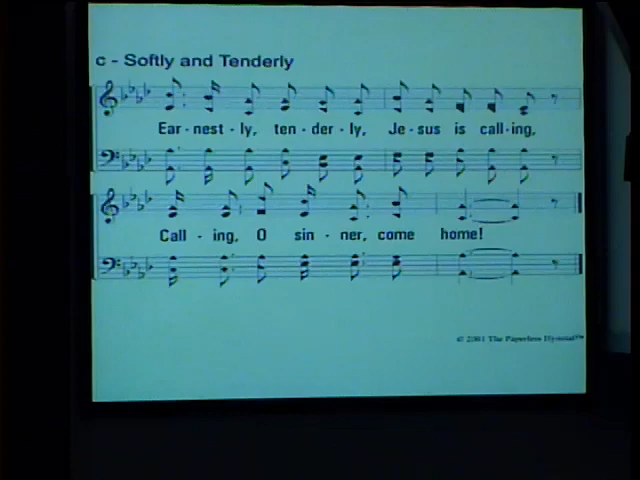 c - Softly and Tenderly
Ear - nest - ly, ten - der - ly, Je - sus is call - ing,
Call - ing, O sin - ner, come home!
© 2001 The Paperless Hymnal™